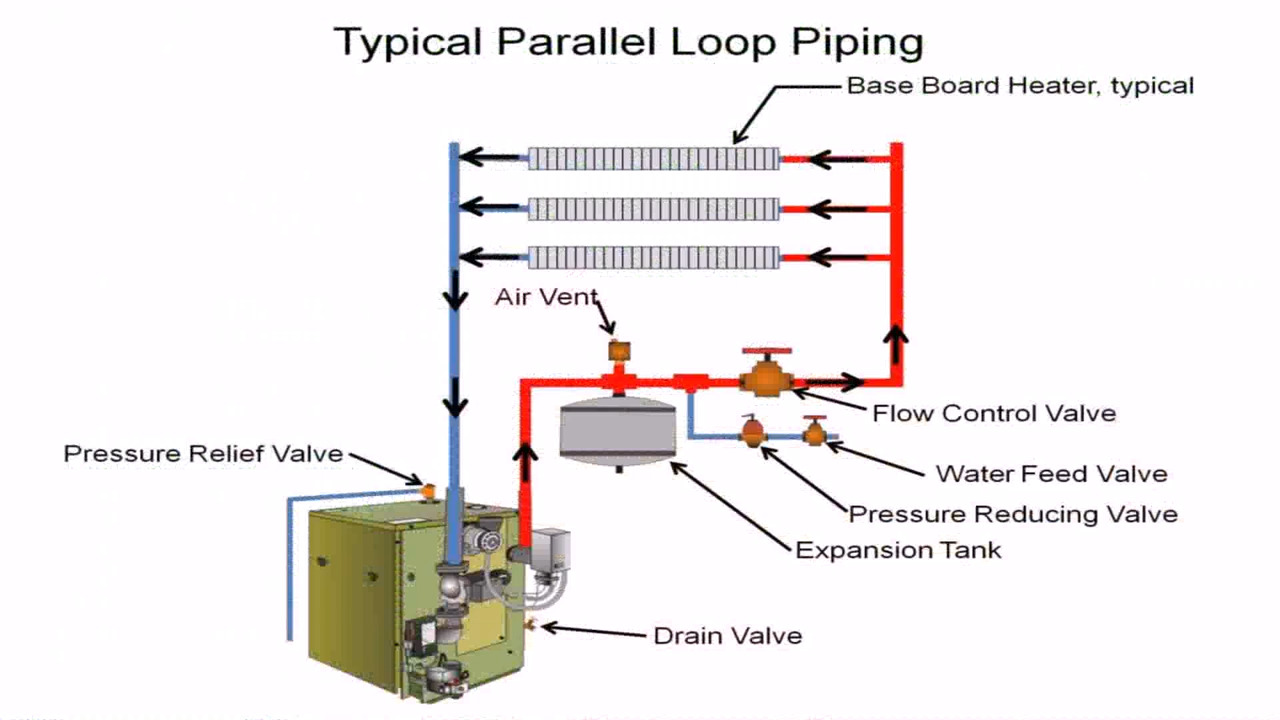 Typical Parallel Loop Piping
Base Board Heater, typical
Air Vent
Flow Control Valve
Pressure Relief Valve
Water Feed Valve
Pressure Reducing Valve
Expansion Tank
Drain Valve